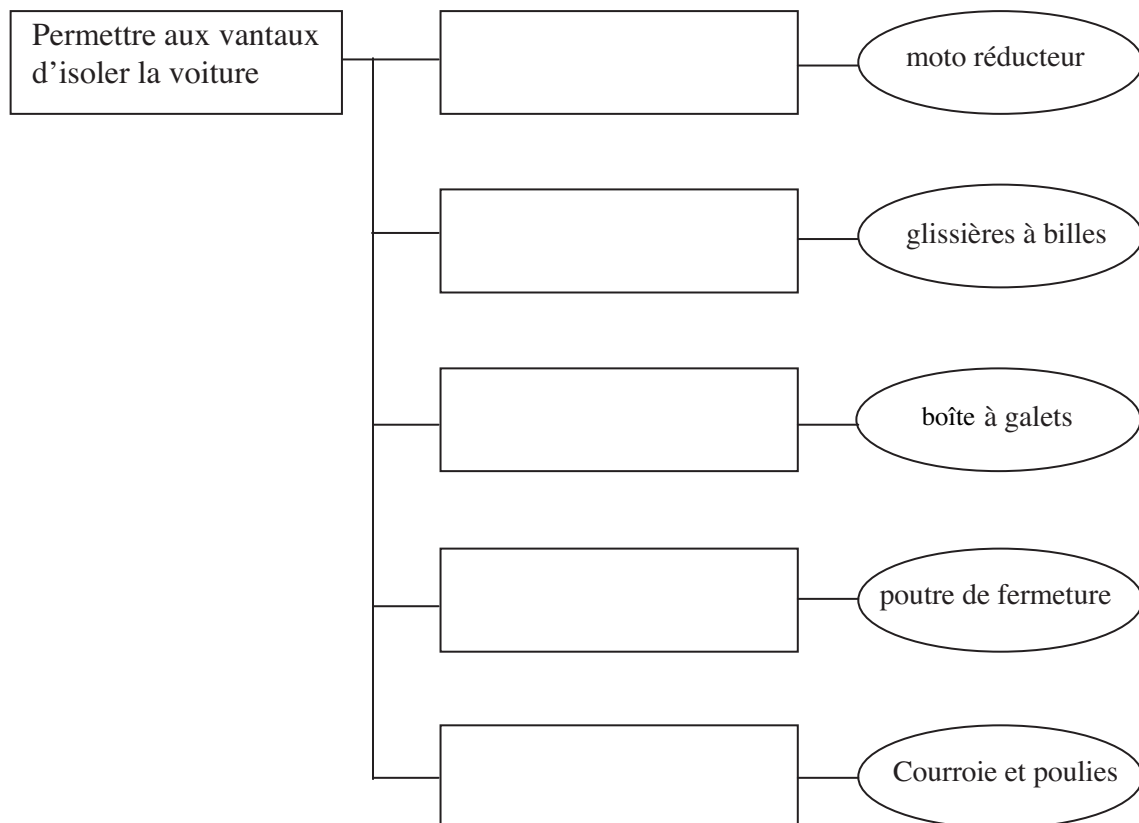 Permettre aux vantaux
d’isoler la voiture
moto réducteur
glissières à billes
boîte à galets
poutre de fermeture
Courroie et poulies